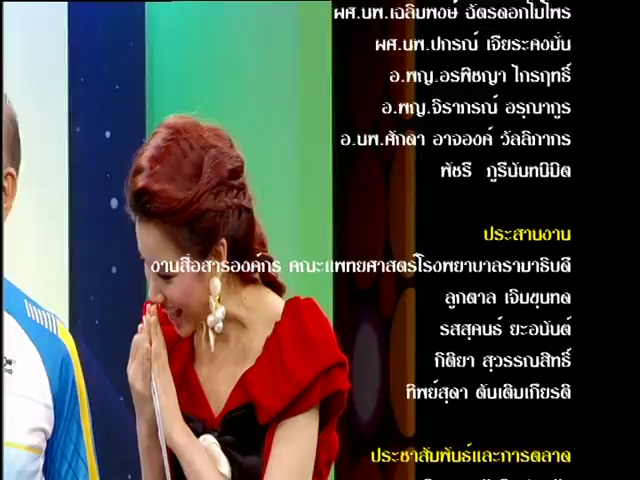 ผศ.นพ.เฉลิมพงษ์ ฉัตรดอกไม้ไพร
ผศ.นพ.ปกรณ์ เจียระคงมั่น
อ.พญ.อรพิชญา ไกรฤทธิ์
อ.พญ.จิราภรณ์ อรุณากูร
อ.นพ.ศักดา อาจองค์ วัลลิภากร
พัชรี ภูรีนันทนิมิต
ประสานงาน
งานสื่อสารองค์กร คณะแพทยศาสตร์โรงพยาบาลรามาธิบดี
ลูกตาล เจิมขุนทด
รสสุคนธ์ ยะอนันต์
กิติยา สุวรรณสิทธิ์
ทิพย์สุดา ตันเติมเกียรติ
ประชาสัมพันธ์และการตลาด